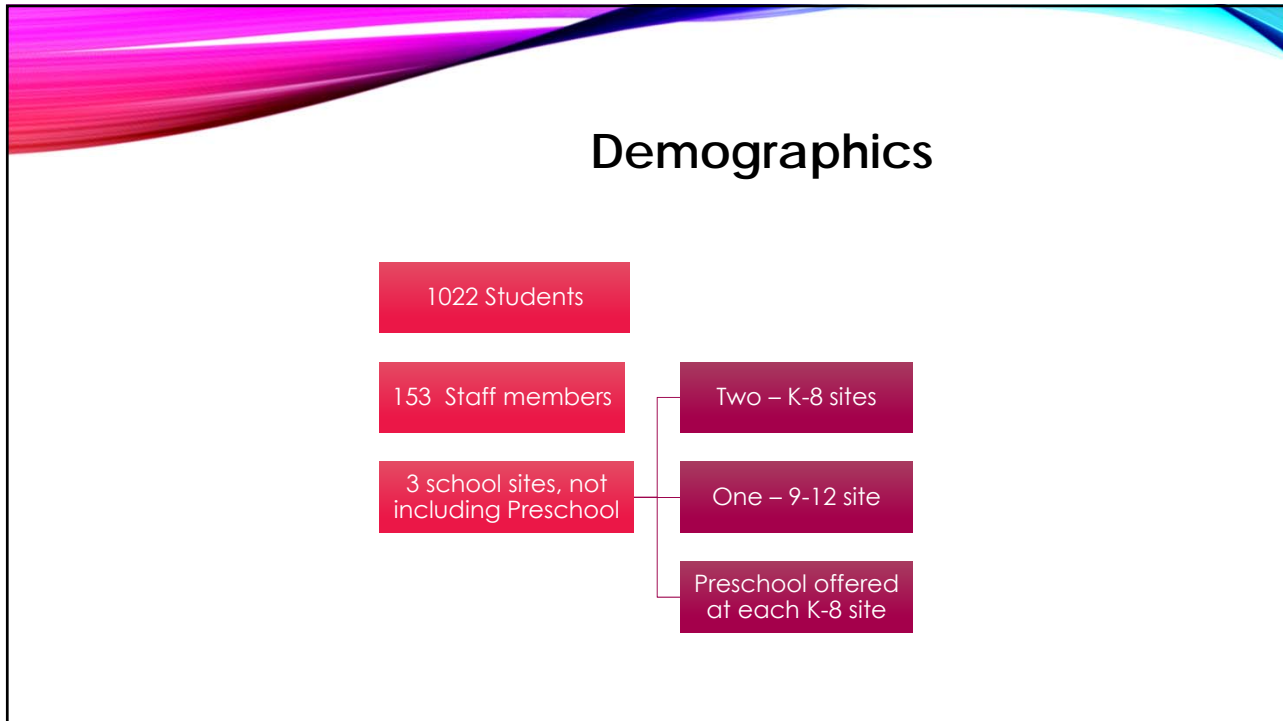 Demographics
1022 Students
153 Staff members
3 school sites, not
including Preschool
Two – K-8 sites
One – 9-12 site
Preschool offered
at each K-8 site